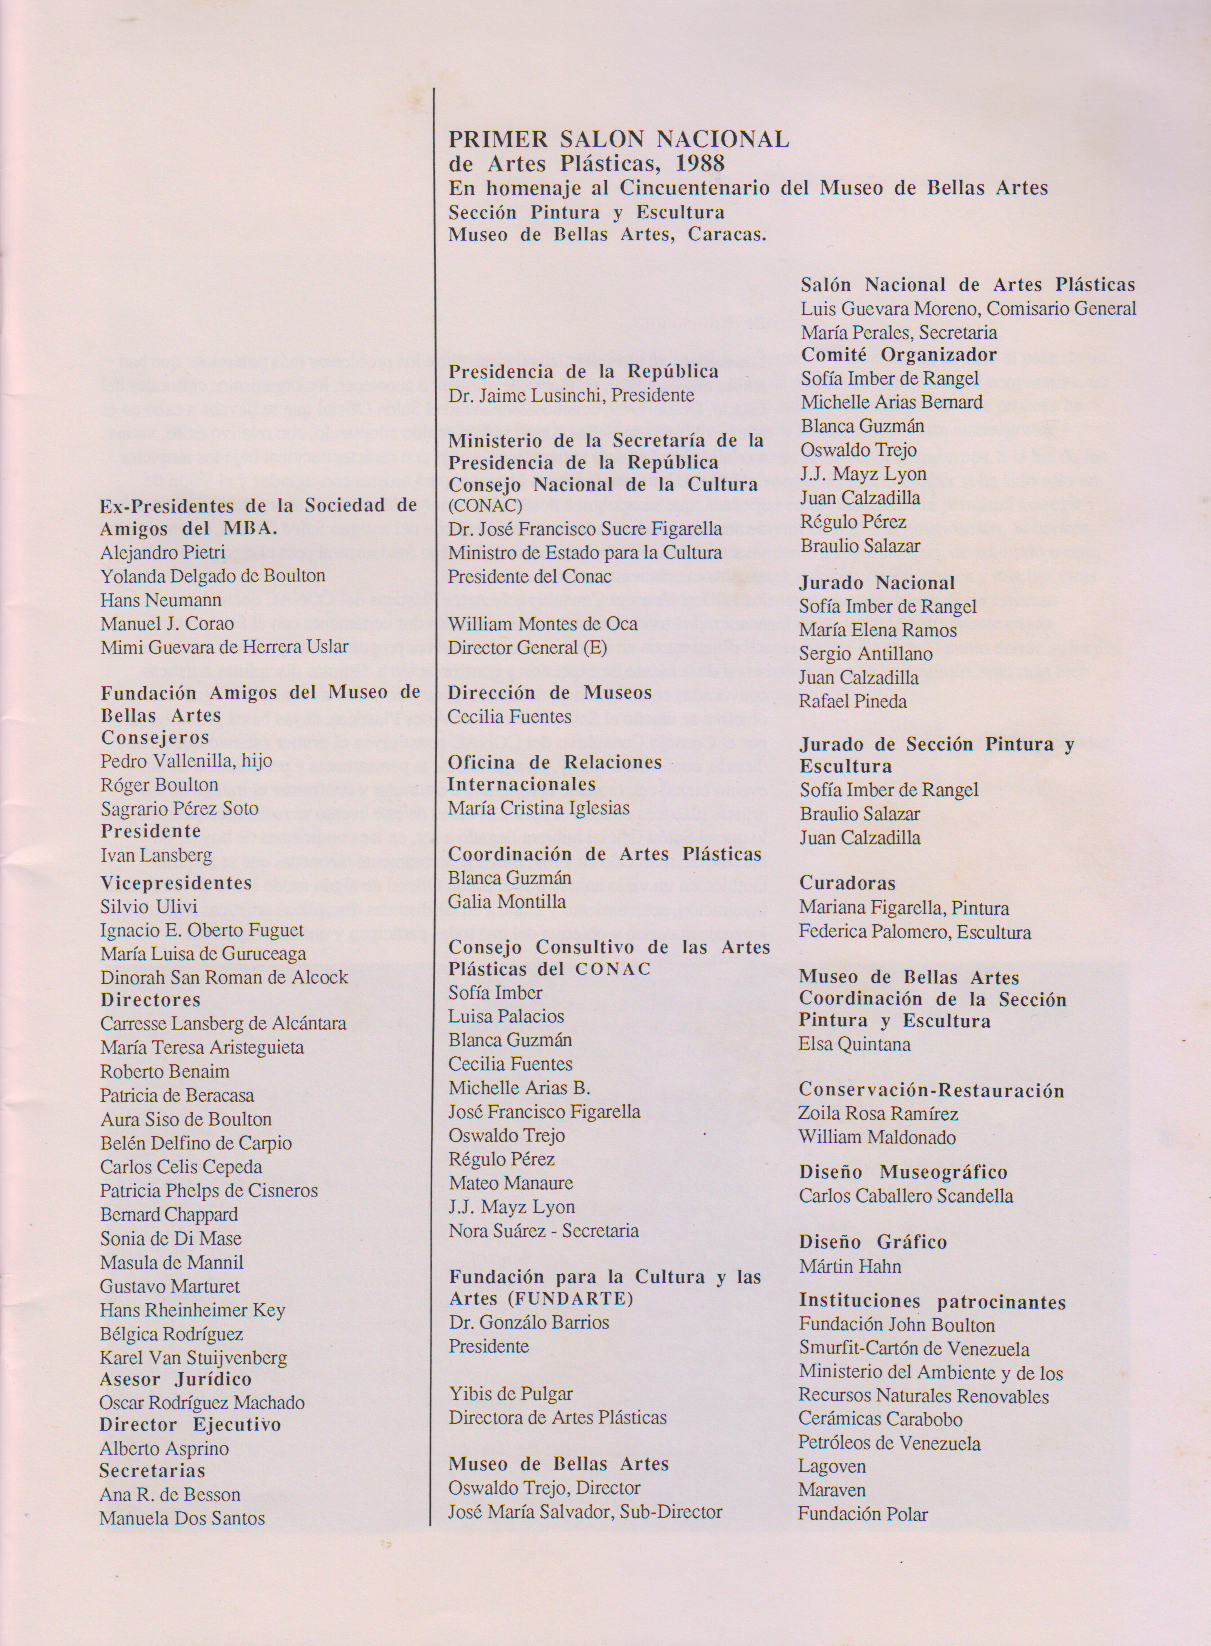 PRIMER SALON NACIONAL
de Artes Plásticas, 1988
En homenaje al Cincuentenario del Museo de Bellas Artes
Sección Pintura y Escultura
Museo de Bellas Artes, Caracas.
Ex-Presidentes de la Sociedad de
Amigos del MBA.
Alejandro Pietri
Yolanda Delgado de Boulton
Hans Neumann
Manuel J. Corao
Mimi Guevara de Herrera Uslar
Fundación Amigos del Museo de
Bellas Artes
Consejeros
Pedro Vallenilla, hijo
Róger Boulton
Sagrario Pérez Soto
Presidente
Ivan Lansberg
Vicepresidentes
Silvio Ulivi
Ignacio E. Oberto Fuguet
María Luisa de Guruceaga
Dinorah San Roman de Alcock
Directores
Carresse Lansberg de Alcántara
María Teresa Aristeguieta
Roberto Benaim
Patricia de Beracasa
Aura Siso de Boulton
Belén Delfino de Carpio
Carlos Celis Cepeda
Patricia Phelps de Cisneros
Bernard Chappard
Sonia de Di Mase
Masula de Mannil
Gustavo Marturet
Hans Rheinheimer Key
Bélgica Rodríguez
Karel Van Stuijvenberg
Asesor Jurídico
Oscar Rodríguez Machado
Director Ejecutivo
Alberto Asprino
Secretarias
Ana R. de Besson
Manuela Dos Santos
Presidencia de la República
Dr. Jaime Lusinchi, Presidente
Ministerio de la Secretaría de la
Presidencia de la República
Consejo Nacional de la Cultura
(CONAC)
Dr. José Francisco Sucre Figarella
Ministro de Estado para la Cultura
Presidente del Conac
William Montes de Oca
Director General (E)
Dirección de Museos
Cecilia Fuentes
Oficina de Relaciones
Internacionales
María Cristina Iglesias
Coordinación de Artes Plásticas
Blanca Guzmán
Galia Montilla
Consejo Consultivo de las Artes
Plásticas del CONAC
Sofía Imber
Luisa Palacios
Blanca Guzmán
Cecilia Fuentes
Michelle Arias B.
José Francisco Figarella
Oswaldo Trejo
Régulo Pérez
Mateo Manaure
J.J. Mayz Lyon
Nora Suárez - Secretaria
Fundación para la Cultura y las
Artes (FUNDARTE)
Dr. Gonzálo Barrios
Presidente
Yibis de Pulgar
Directora de Artes Plásticas
Museo de Bellas Artes
Oswaldo Trejo, Director
José María Salvador, Sub-Director
Salón Nacional de Artes Plásticas
Luis Guevara Moreno, Comisario General
María Perales, Secretaria
Comité Organizador
Sofía Imber de Rangel
Michelle Arias Bernard
Blanca Guzmán
Oswaldo Trejo
J.J. Mayz Lyon
Juan Calzadilla
Régulo Pérez
Braulio Salazar
Jurado Nacional
Sofía Imber de Rangel
María Elena Ramos
Sergio Antillano
Juan Calzadilla
Rafael Pineda
Jurado de Sección Pintura y
Escultura
Sofía Imber de Rangel
Braulio Salazar
Juan Calzadilla
Curadoras
Mariana Figarella, Pintura
Federica Palomero, Escultura
Museo de Bellas Artes
Coordinación de la Sección
Pintura y Escultura
Elsa Quintana
Conservación-Restauración
Zoila Rosa Ramírez
William Maldonado
Diseño Museográfico
Carlos Caballero Scandella
Diseño Gráfico
Mártin Hahn
Instituciones patrocinantes
Fundación John Boulton
Smurfit-Cartón de Venezuela
Ministerio del Ambiente y de los
Recursos Naturales Renovables
Cerámicas Carabobo
Petróleos de Venezuela
Lagoven
Maraven
Fundación Polar